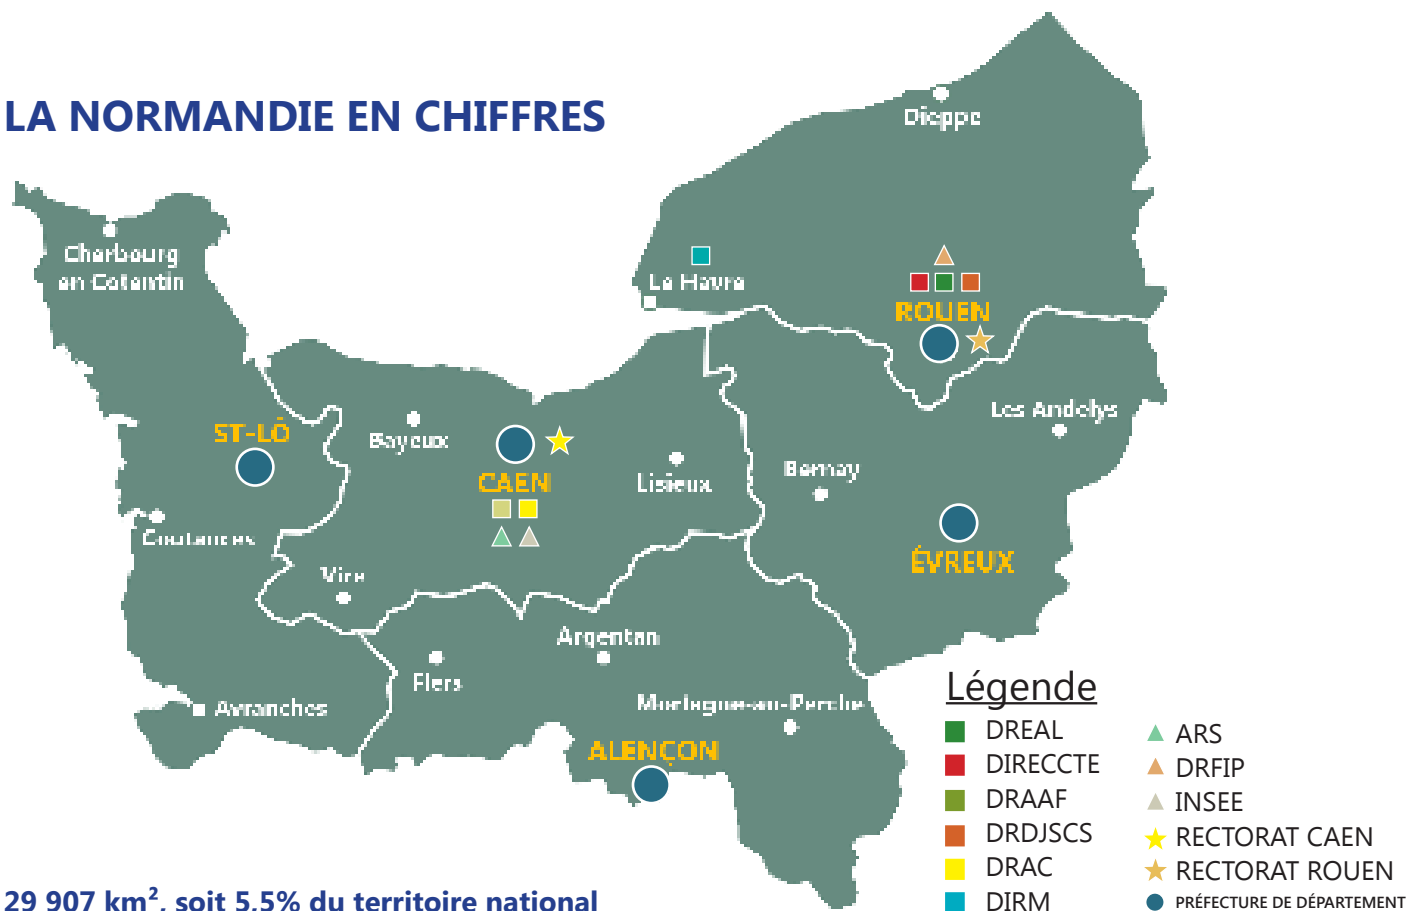 LA NORMANDIE EN CHIFFRES
Dieppe
Cherbourg
en Cotentin
Le Havre
ROUEN
Les Andelys
ST-LÔ
Bayeux
CAEN
Lisieux
Bernay
Coutances
ÉVREUX
Vire
Argentan
Flers
Mortagne-au-Perche
Avranches
ALENÇON
Légende
DREAL
DIRECCTE
DRAAF
DRDJSCS
DRAC
DIRM
ARS
DRFIP
INSEE
RECTORAT CAEN
RECTORAT ROUEN
PRÉFECTURE DE DÉPARTEMENT
29 907 km², soit 5,5% du territoire national